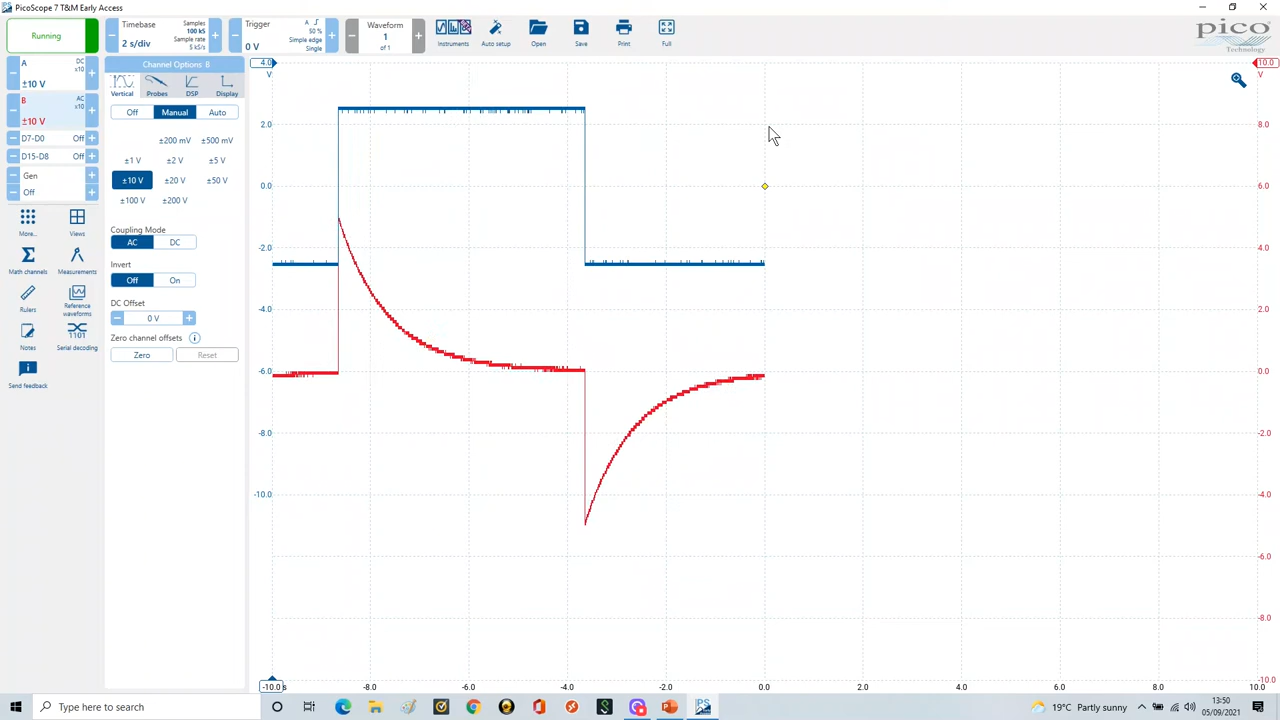 PicoScope 7 T&M Early Access
Running
Timebase
2 s/div
Samples
100 kS
Sample rate
5 kS/s
Trigger
0 V
A
50 %
Simple edge
Single
Waveform
1
of 1
Instruments
Auto setup
Open
Save
Print
Full
pico
Technology
A
DC
x10
±10 V
B
AC
x10
±10 V
D7-D0 Off
D15-D8 Off
Gen
Off
More...
Views
Math channels
Measurements
Rulers
Reference
waveforms
Notes
Serial decoding
1101
Send feedback
Channel Options: B
Vertical
Probes
DSP
Display
Off
Manual
Auto
±200 mV
±500 mV
±1 V
±2 V
±5 V
±10 V
±20 V
±50 V
±100 V
±200 V
Coupling Mode
AC
DC
Invert
Off
On
DC Offset
0 V
Zero channel offsets
i
Zero
Reset
4.0
V
2.0
0.0
-2.0
-4.0
-6.0
-8.0
-10.0
10.0
V
8.0
6.0
4.0
2.0
0.0
-2.0
-4.0
-6.0
-8.0
-10.0
-10.0 s
-8.0
-6.0
-4.0
-2.0
0.0
2.0
4.0
6.0
8.0
10.0
Type here to search
19°C Partly sunny
13:50
05/09/2021